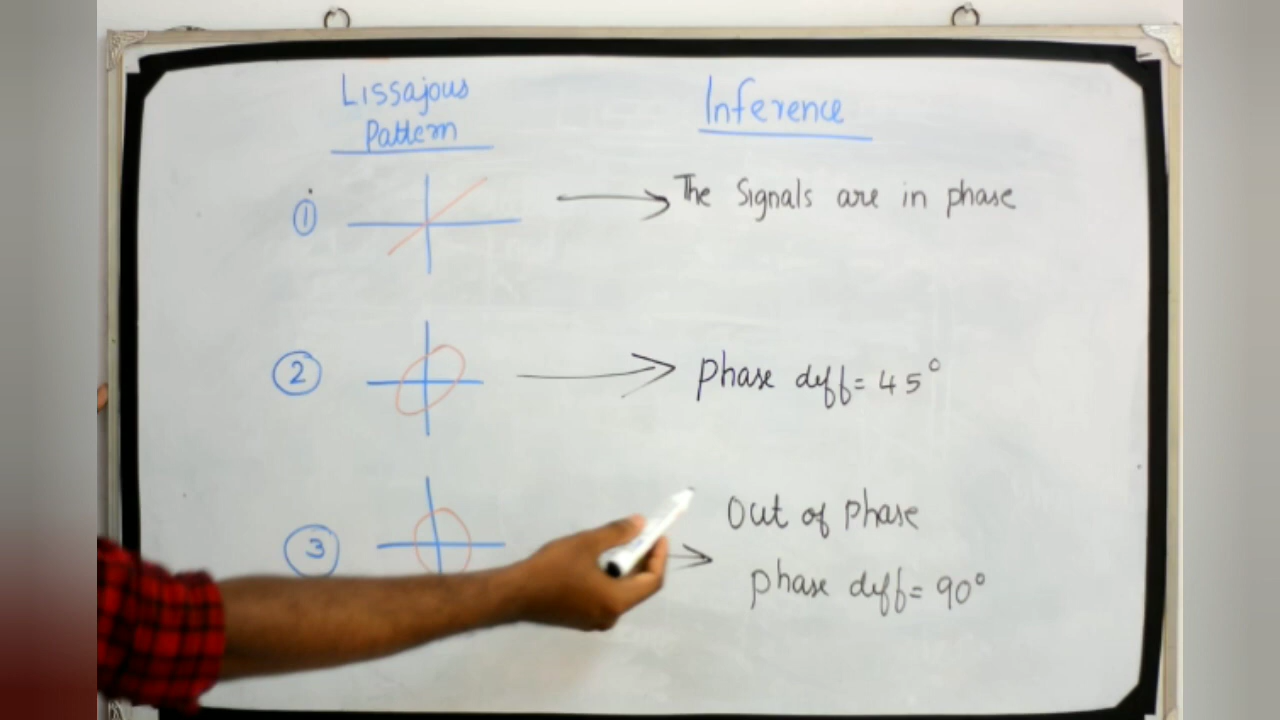 Lissajous
Pattern
Inference
1
The Signals are in phase
2
Phase diff = 45°
3
Out of Phase
Phase diff = 90°